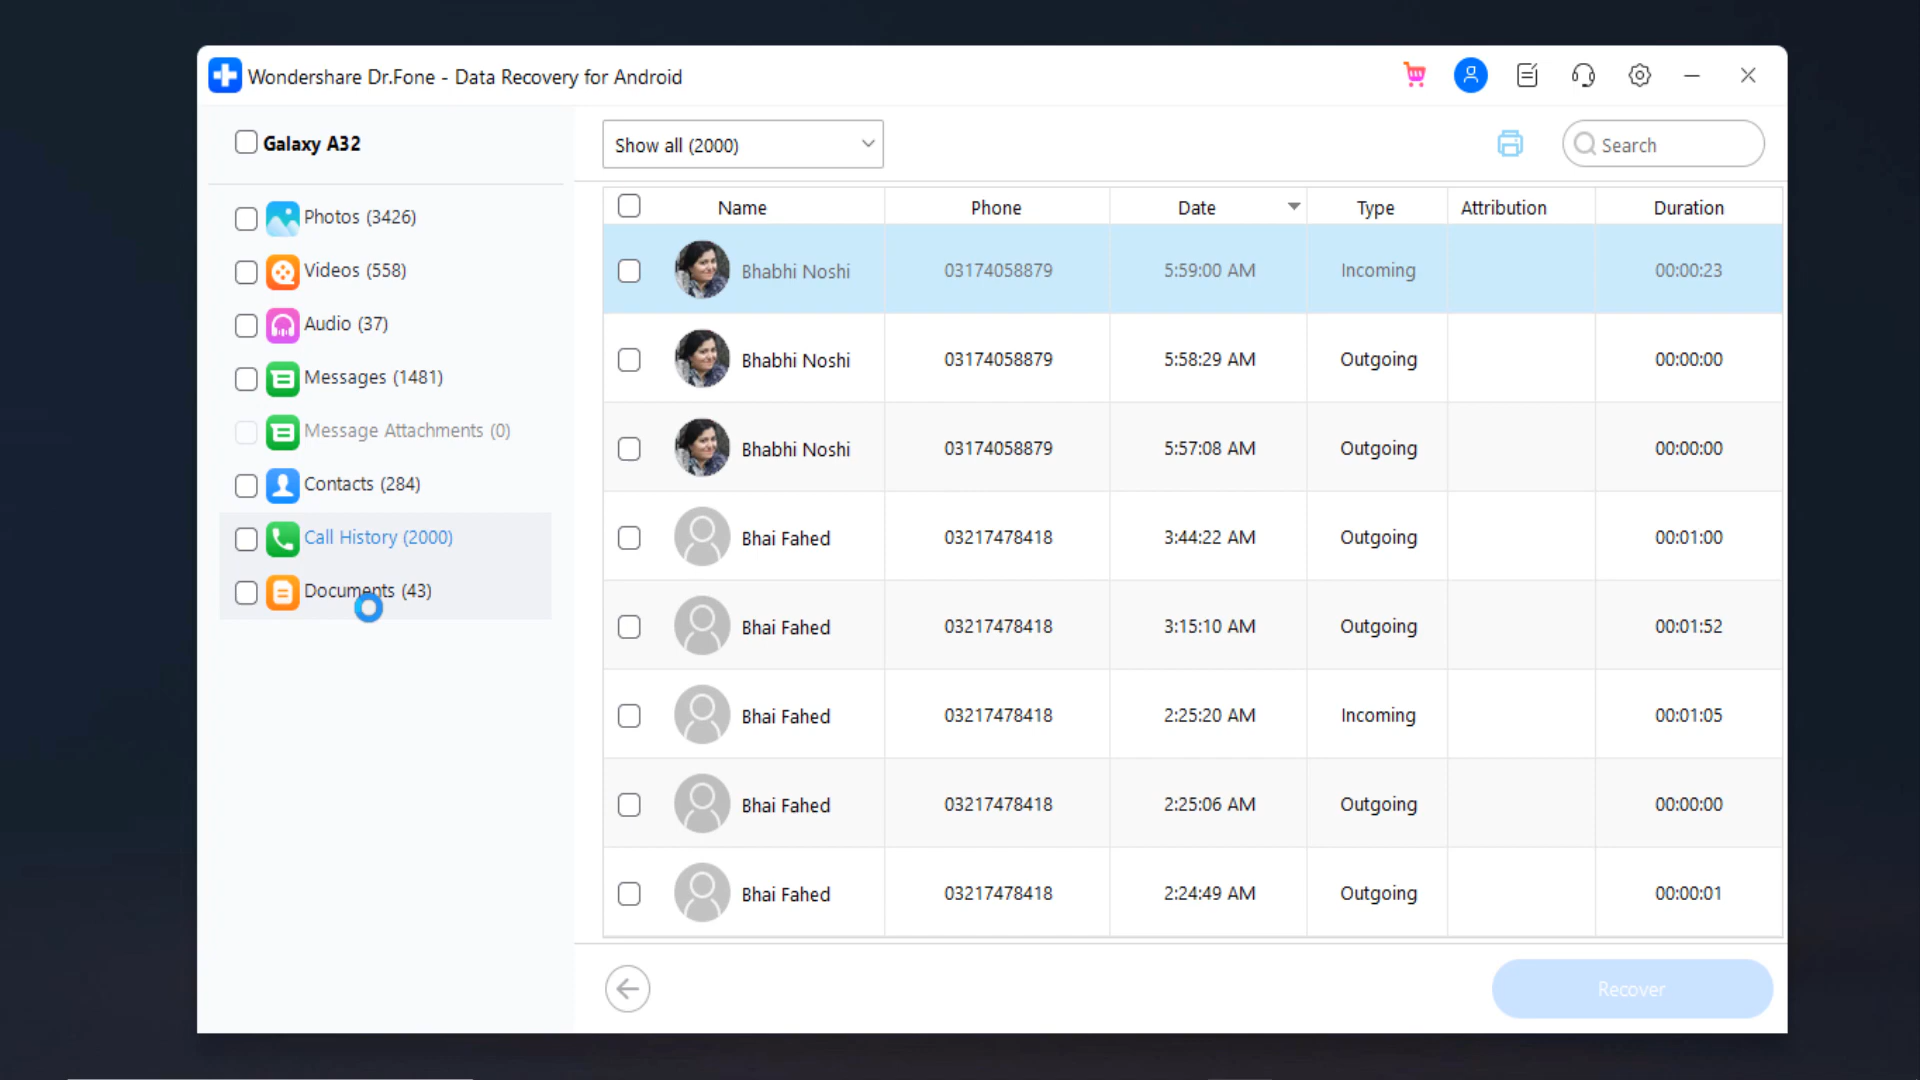 Wondershare Dr.Fone - Data Recovery for Android
Galaxy A32
Photos (3426)
Videos (558)
Audio (37)
Messages (1481)
Message Attachments (0)
Contacts (284)
Call History (2000)
Documents (43)
Show all (2000)
Search
Name Phone Date Type Attribution Duration
Bhabhi Noshi 03174058879 5:59:00 AM Incoming 00:00:23
Bhabhi Noshi 03174058879 5:58:29 AM Outgoing 00:00:00
Bhabhi Noshi 03174058879 5:57:08 AM Outgoing 00:00:00
Bhai Fahed 03217478418 3:44:22 AM Outgoing 00:01:00
Bhai Fahed 03217478418 3:15:10 AM Outgoing 00:01:52
Bhai Fahed 03217478418 2:25:20 AM Incoming 00:01:05
Bhai Fahed 03217478418 2:25:06 AM Outgoing 00:00:00
Bhai Fahed 03217478418 2:24:49 AM Outgoing 00:00:01
Recover